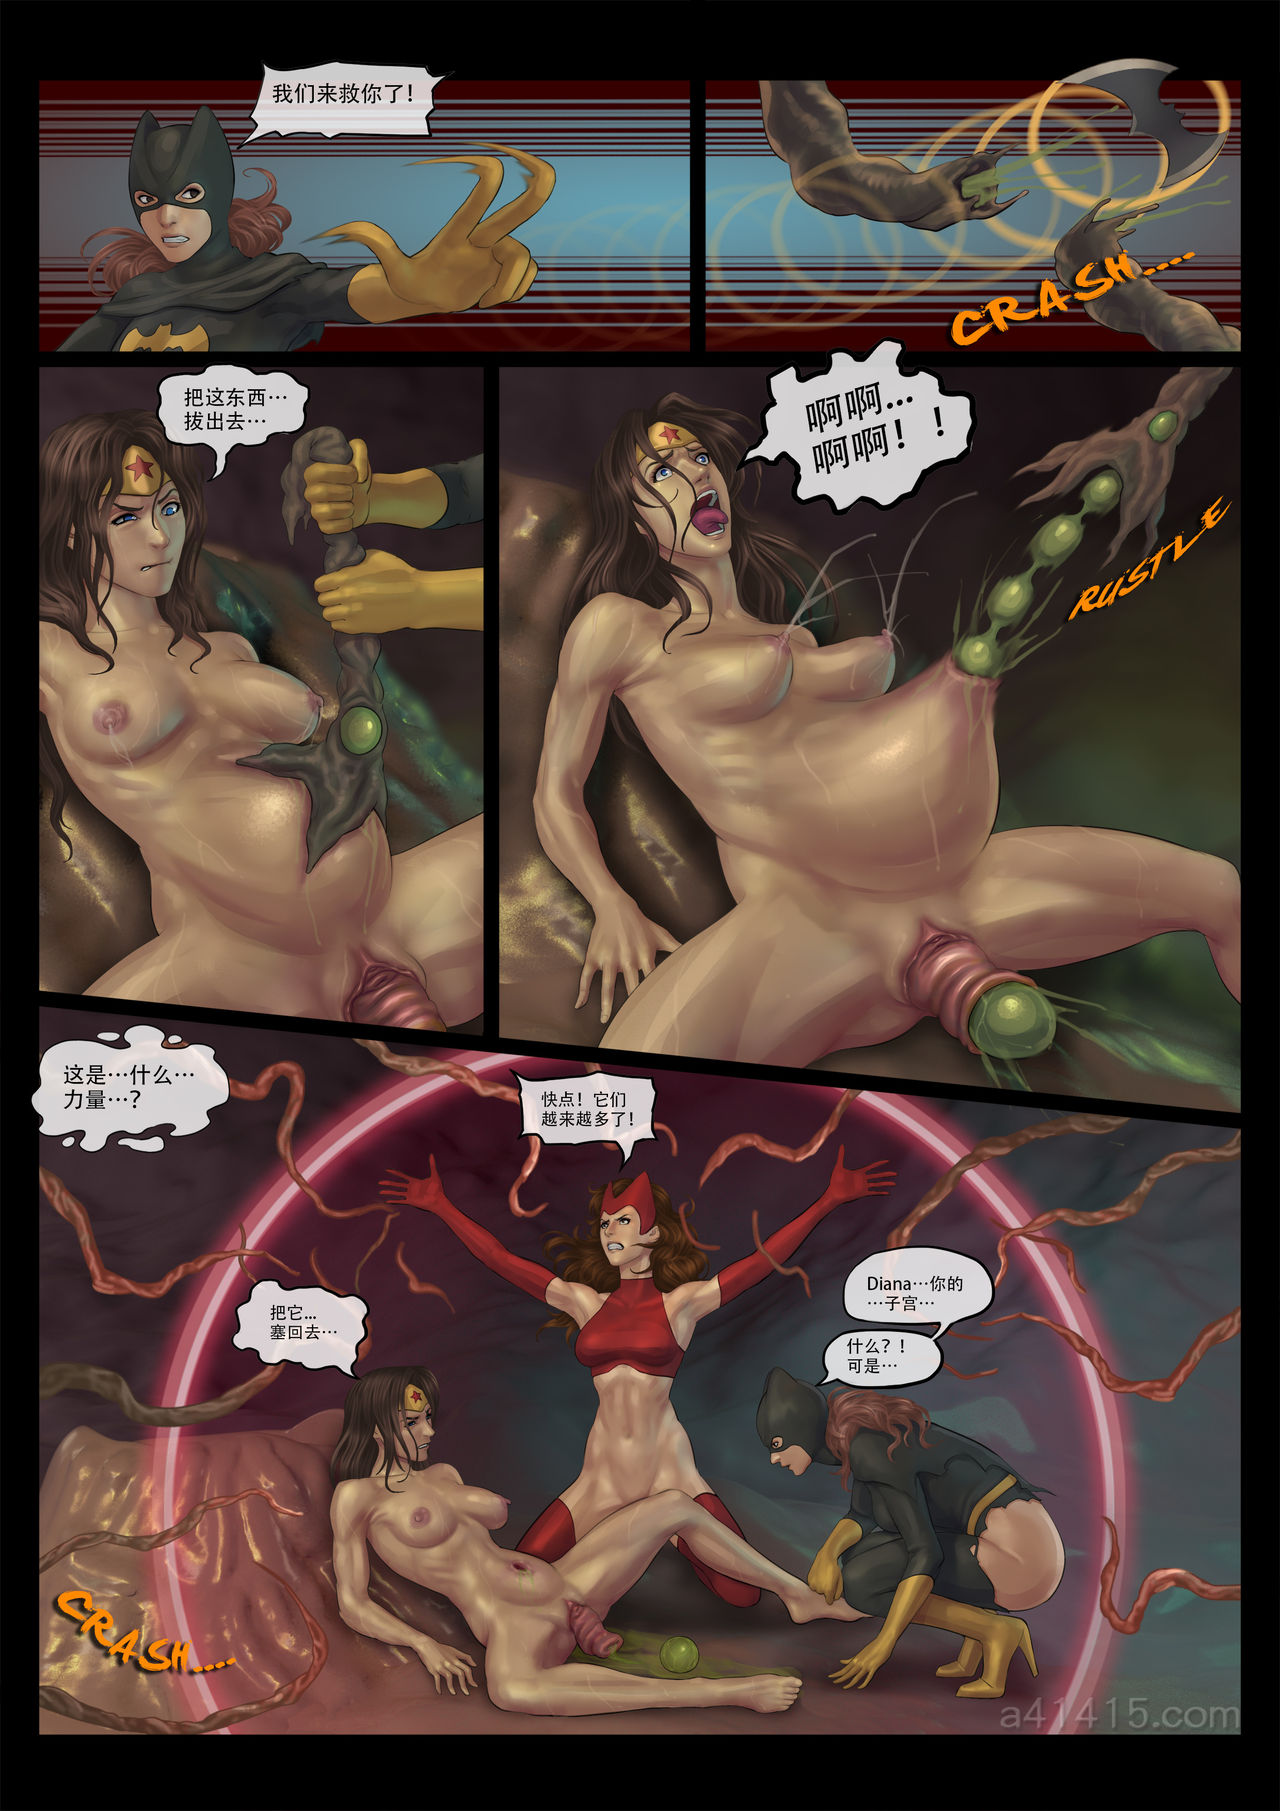 我们来救你了!
CRASH....
把这东西…
拔出去…
啊啊...
啊啊! !
RUSTLE
这是…什么…
力量…?
快点! 它们
越来越多了!
Diana…你的
…子宫…
把它...
塞回去…
什么? !
可是…
CRASH....
a41415.com